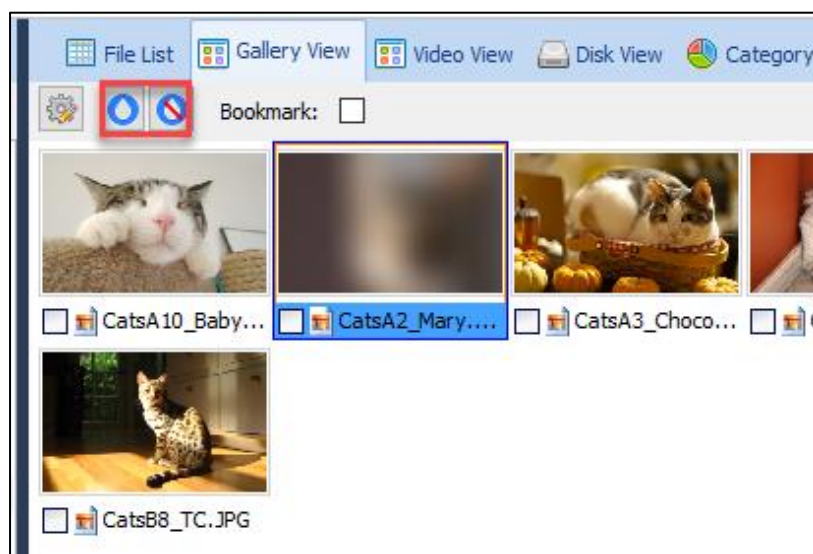 File List Gallery View Video View Disk View Category
Bookmark:
CatsA10_Baby... CatsA2_Mary.... CatsA3_Choco...
CatsB8_TC.JPG